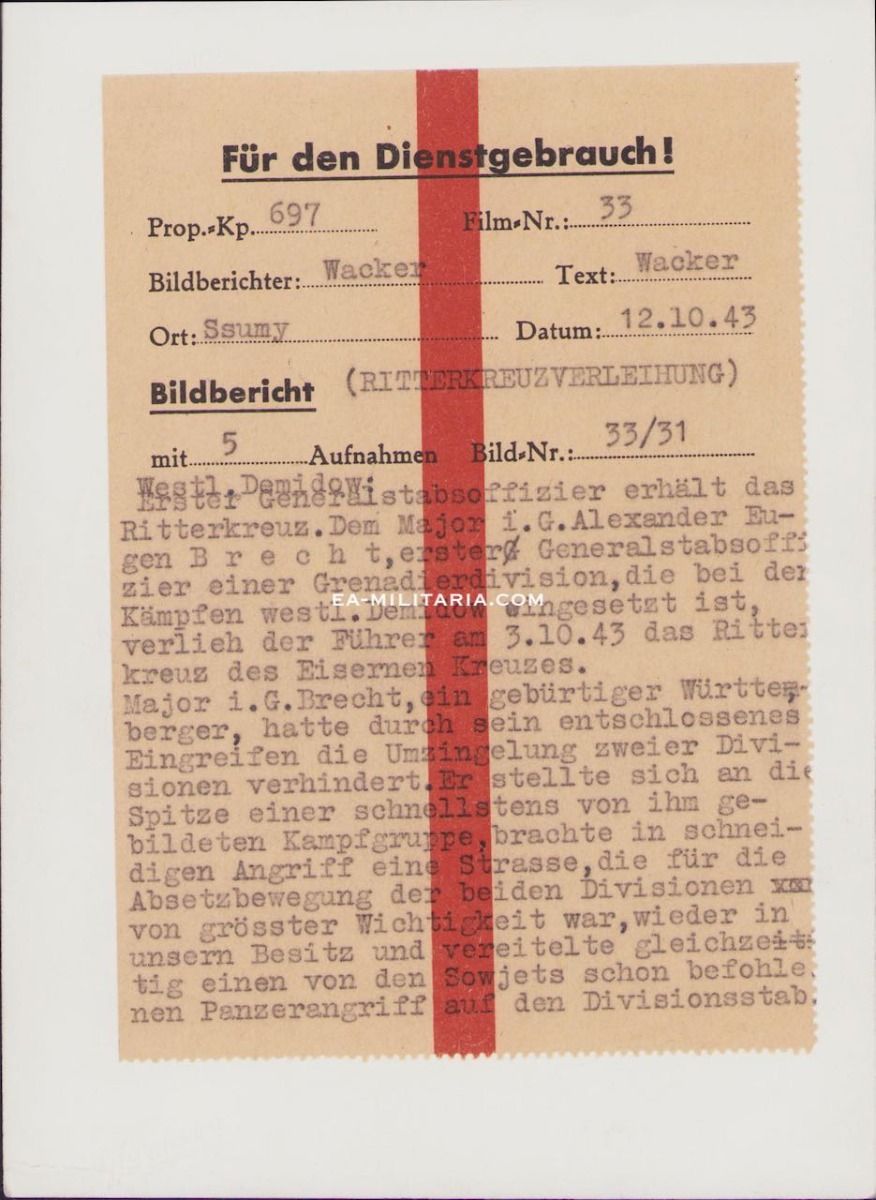 Für den Dienstgebrauch!
Prop.-Kp. 697 Film-Nr.: 33
Bildberichter: Wacker Text: Wacker
Ort: Ssumy Datum: 12.10.43
Bildbericht (RITTERKREUZVERLEIHUNG)
mit 5 Aufnahmen Bild-Nr.: 33/31
Westl.Demidow:
Erster Generalstabsoffizier erhält das
Ritterkreuz.Dem Major i.G.Alexander Eu-
gen B r e c h t,erster Generalstabsoffi
zier einer Grenadierdivision,die bei der
EA-MILITARIA.COM
Kämpfen westl.Demidow eingesetzt ist,
verlieh der Führer am 3.10.43 das Ritter
kreuz des Eisernen Kreuzes.
Major i.G.Brecht,ein gebürtiger Württem-
berger, hatte durch sein entschlossenes
Eingreifen die Umzingelung zweier Divi-
sionen verhindert.Er stellte sich an die
Spitze einer schnellstens von ihm ge-
bildeten Kampfgruppe,brachte in schnei-
digen Angriff eine Strasse,die für die
Absetzbewegung der beiden Divisionen xxx
von grösster Wichtigkeit war,wieder in
unsern Besitz und vereitelte gleichzeit
tig einen von den Sowjets schon befohle
nen Panzerangriff auf den Divisionsstab.